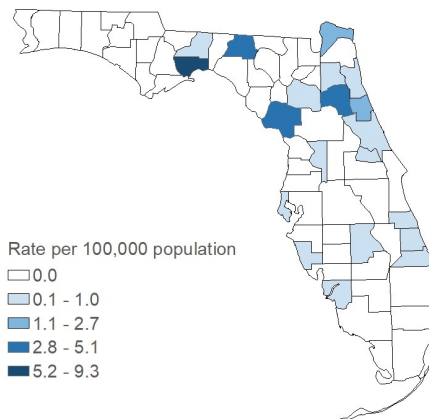 Rate per 100,000 population
0.0
0.1 - 1.0
1.1 - 2.7
2.8 - 5.1
5.2 - 9.3